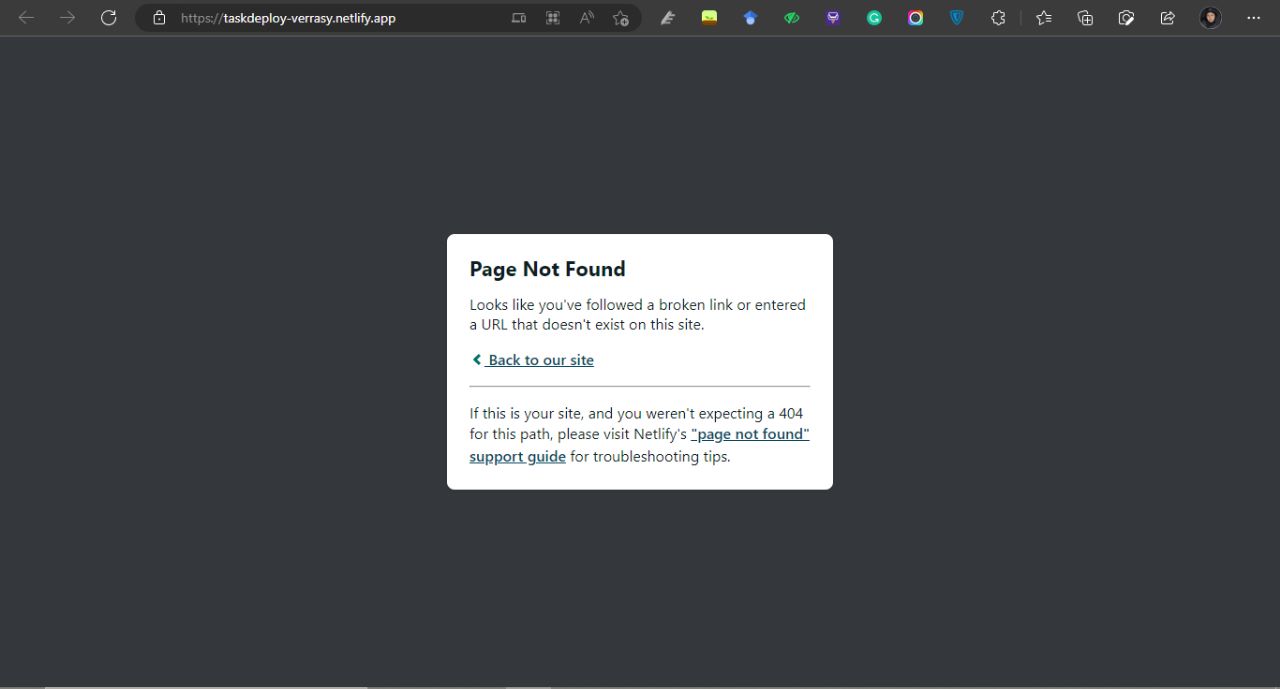 https://taskdeploy-verrasy.netlify.app
Page Not Found
Looks like you've followed a broken link or entered
a URL that doesn't exist on this site.
Back to our site
If this is your site, and you weren't expecting a 404
for this path, please visit Netlify's "page not found"
support guide for troubleshooting tips.